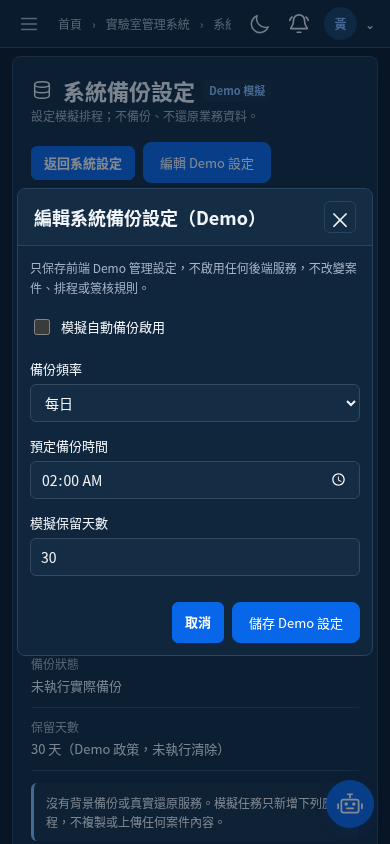 首頁 › 實驗室管理系統 › 系統
黃
系統備份設定 Demo 模擬
設定模擬排程；不備份、不還原業務資料。
返回系統設定 編輯 Demo 設定
編輯系統備份設定（Demo）
只保存前端 Demo 管理設定，不啟用任何後端服務，不改變案
件、排程或簽核規則。
模擬自動備份啟用
備份頻率
每日
預定備份時間
02:00 AM
模擬保留天數
30
取消 儲存 Demo 設定
備份狀態
未執行實際備份
保留天數
30 天（Demo 政策，未執行清除）
沒有背景備份或真實還原服務。模擬任務只新增下列
程，不複製或上傳任何案件內容。